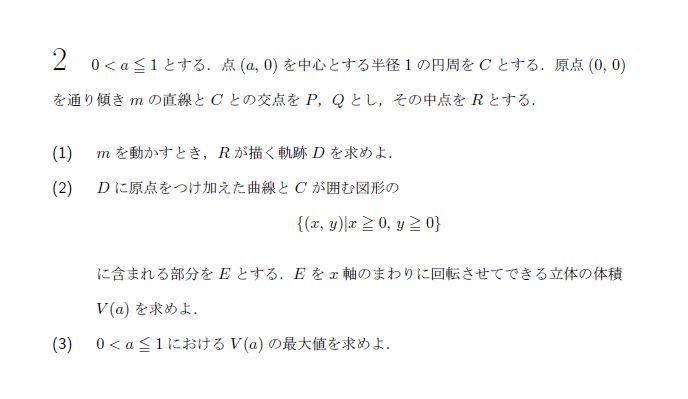 2 0 < a ≦ 1 とする．点 (a, 0) を中心とする半径 1 の円周を C とする．原点 (0, 0)
を通り傾き m の直線と C との交点を P，Q とし，その中点を R とする．
(1) m を動かすとき，R が描く軌跡 D を求めよ．
(2) D に原点をつけ加えた曲線と C が囲む図形の
{(x, y)|x ≧ 0, y ≧ 0}
に含まれる部分を E とする．E を x 軸のまわりに回転させてできる立体の体積
V(a) を求めよ．
(3) 0 < a ≦ 1 における V(a) の最大値を求めよ．